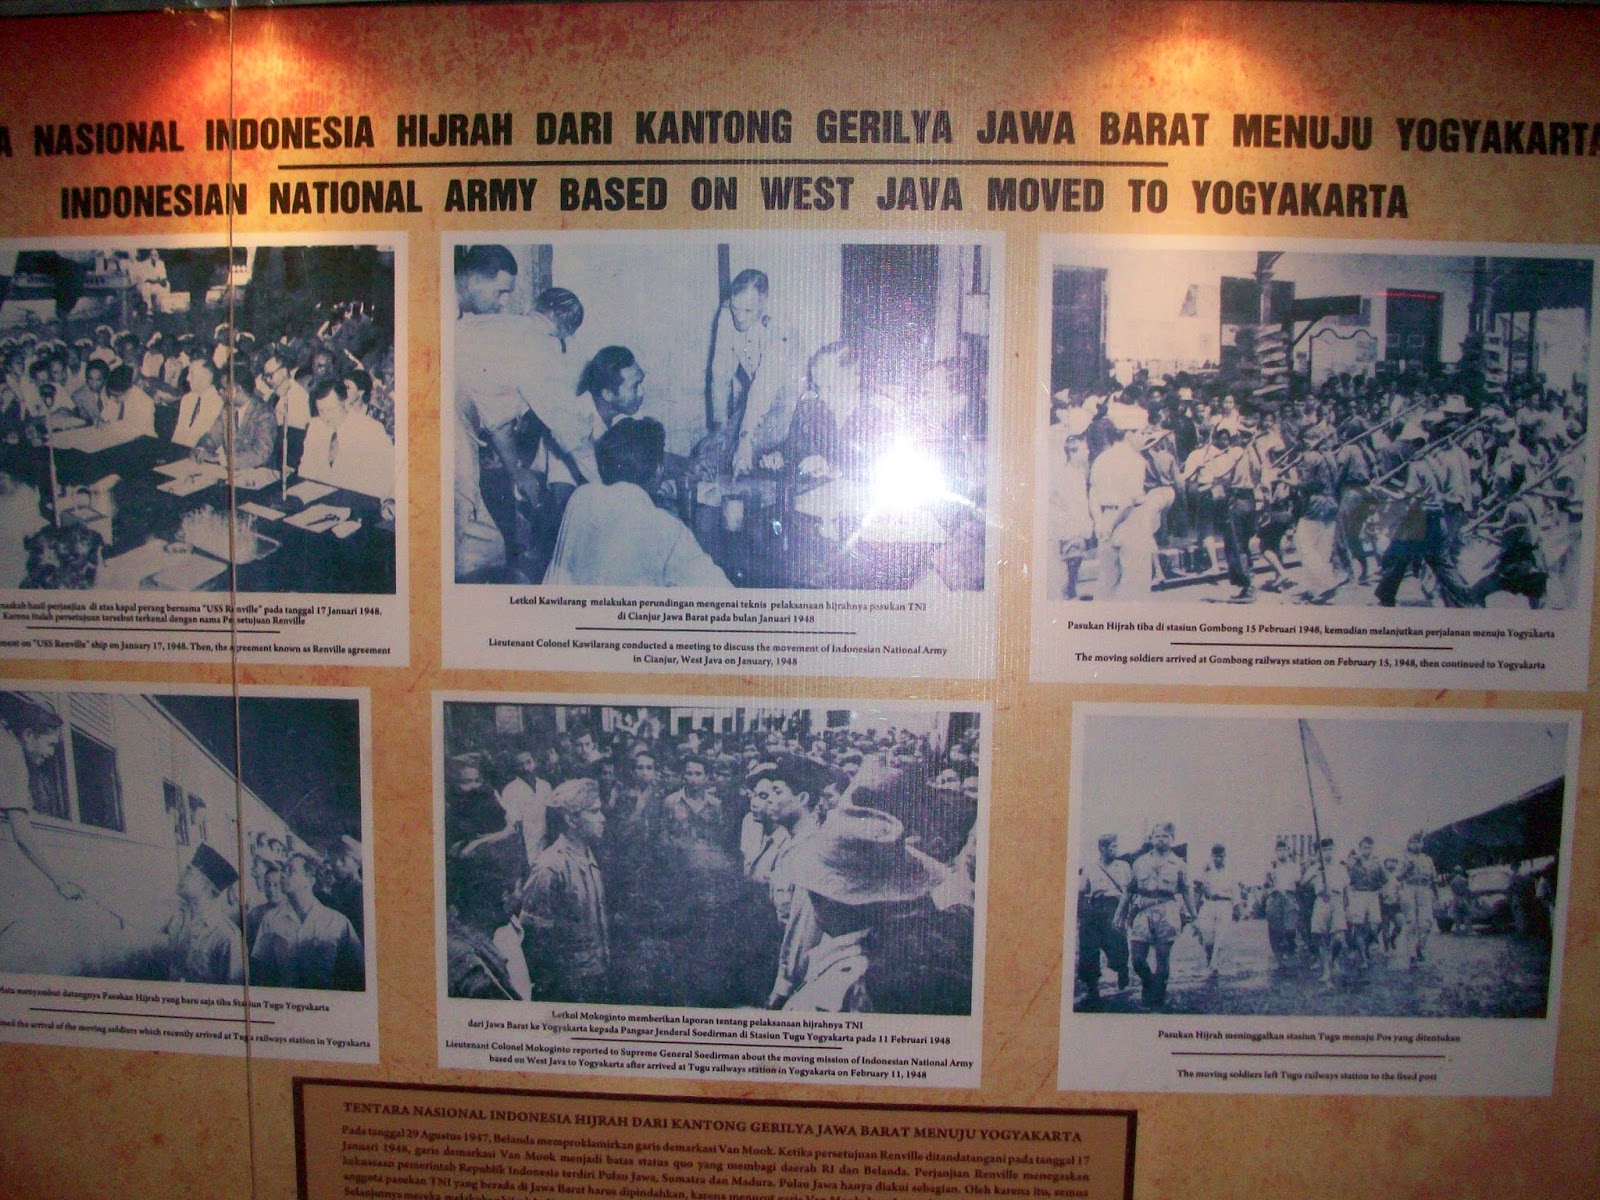 A NASIONAL INDONESIA HIJRAH DARI KANTONG GERILYA JAWA BARAT MENUJU YOGYAKARTA
INDONESIAN NATIONAL ARMY BASED ON WEST JAVA MOVED TO YOGYAKARTA
naskah hasil perjanjian di atas kapal perang bernama "USS Renville" pada tanggal 17 Januari 1948.
Karena itulah persetujuan tersebut terkenal dengan nama Persetujuan Renville
ement on "USS Renville" ship on January 17, 1948. Then, the agreement known as Renville agreement
Letkol Kawilarang melakukan perundingan mengenai teknis pelaksanaan hijrahnya pasukan TNI
di Cianjur Jawa Barat pada bulan Januari 1948
Lieutenant Colonel Kawilarang conducted a meeting to discuss the movement of Indonesian National Army
in Cianjur, West Java on January, 1948
Pasukan Hijrah tiba di stasiun Gombong 15 Pebruari 1948, kemudian melanjutkan perjalanan menuju Yogyakarta
The moving soldiers arrived at Gombong railways station on February 15, 1948, then continued to Yogyakarta
Hata menyambut datangnya Pasukan Hijrah yang baru saja tiba Stasiun Tugu Yogyakarta
med the arrival of the moving soldiers which recently arrived at Tugu railways station in Yogyakarta
Letkol Mokoginto memberikan laporan tentang pelaksanaan hijrahnya TNI
dari Jawa Barat ke Yogyakarta kepada Pangsar Jenderal Soedirman di Stasiun Tugu Yogyakarta pada 11 Februari 1948
Lieutenant Colonel Mokoginto reported to Supreme General Soedirman about the moving mission of Indonesian National Army
based on West Java to Yogyakarta after arrived at Tugu railways station in Yogyakarta on February 11, 1948
Pasukan Hijrah meninggalkan stasiun Tugu menuju Pos yang ditentukan
The moving soldiers left Tugu railways station to the fixed post
TENTARA NASIONAL INDONESIA HIJRAH DARI KANTONG GERILYA JAWA BARAT MENUJU YOGYAKARTA
Pada tanggal 29 Agustus 1947, Belanda memproklamirkan garis demarkasi Van Mook. Ketika persetujuan Renville ditandatangani pada tanggal 17
Januari 1948, garis demarkasi Van Mook menjadi batas status quo yang membagi daerah RI dan Belanda. Perjanjian Renville menegaskan
kekuasaan pemerintah Republik Indonesia terdiri Pulau Jawa, Sumatra dan Madura. Pulau Jawa hanya diakui sebagian. Oleh karena itu, semua
anggota pasukan TNI yang berada di Jawa Barat harus dipindahkan, karena menurut garis Van
Selanjutnya mereka